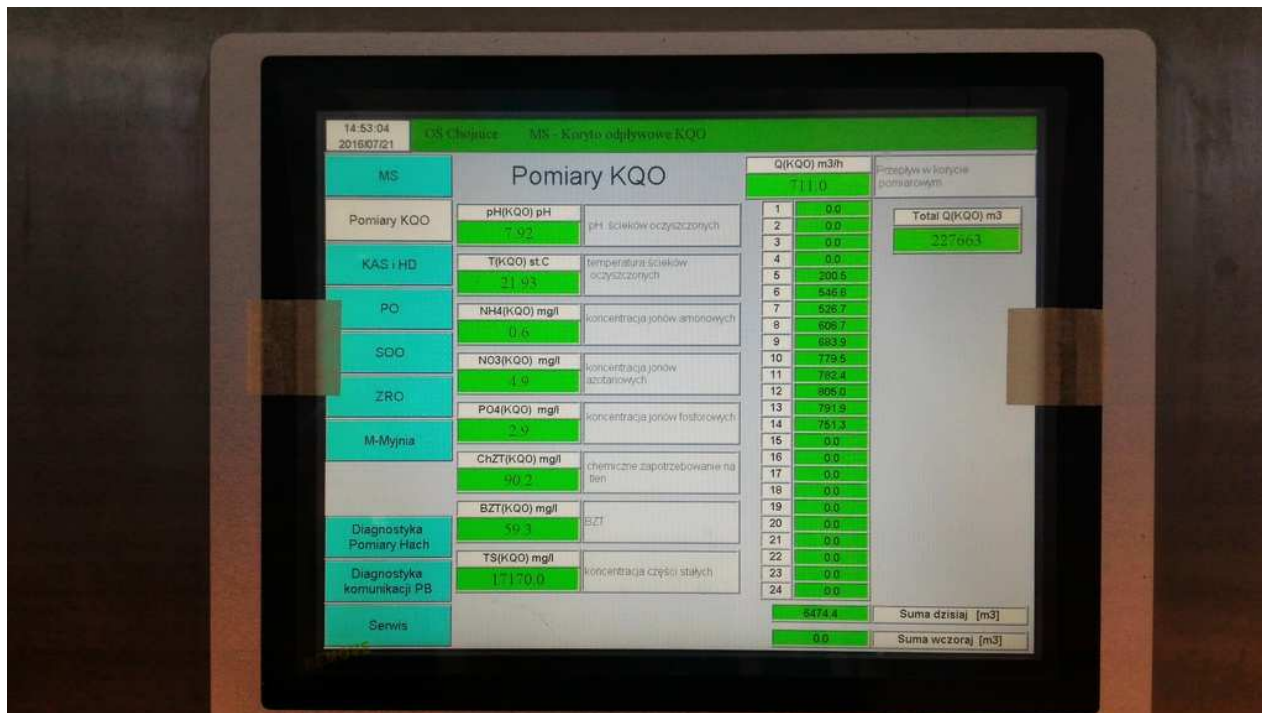 14:53:04
2016/07/21
OŚ Chojnice MS - Koryto odpływowe KQO
MS
Pomiary KQO
KAS i HD
PO
SOO
ZRO
M-Myjnia
Diagnostyka
Pomiary Hach
Diagnostyka
komunikacji PB
Serwis
Pomiary KQO
pH(KQO) pH
7.92
pH ścieków oczyszczonych
T(KQO) st.C
21.93
temperatura ścieków
oczyszczonych
NH4(KQO) mg/l
0.6
koncentracja jonów amonowych
NO3(KQO) mg/l
4.9
koncentracja jonów
azotanowych
PO4(KQO) mg/l
2.9
koncentracja jonów fosforowych
ChZT(KQO) mg/l
90.2
chemiczne zapotrzebowanie na
tlen
BZT(KQO) mg/l
59.3
BZT
TS(KQO) mg/l
17170.0
koncentracja części stałych
Q(KQO) m3/h
711.0
Przepływ w korycie
pomiarowym
1 0.0
2 0.0
3 0.0
4 0.0
5 200.5
6 546.6
7 526.7
8 606.7
9 683.9
10 779.5
11 782.4
12 805.0
13 791.9
14 751.3
15 0.0
16 0.0
17 0.0
18 0.0
19 0.0
20 0.0
21 0.0
22 0.0
23 0.0
24 0.0
Total Q(KQO) m3
227663
6474.4 Suma dzisiaj [m3]
0.0 Suma wczoraj [m3]